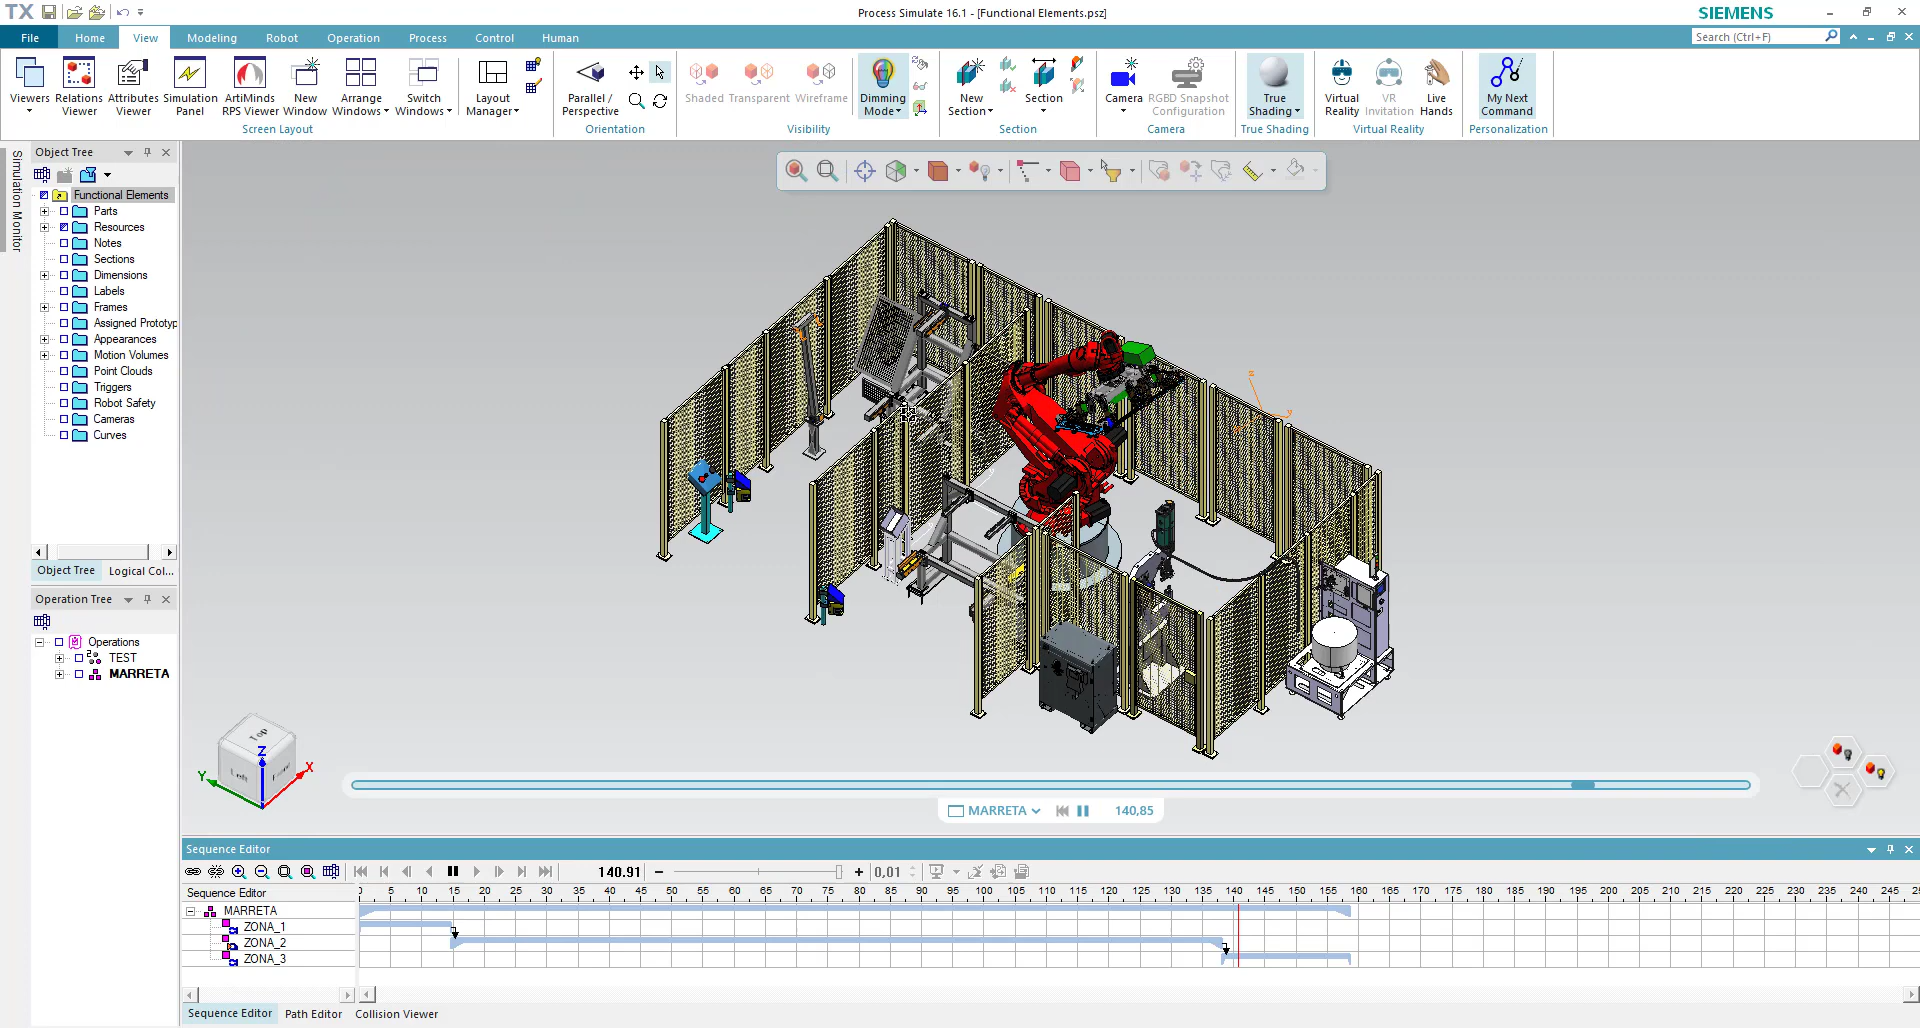 TX
Process Simulate 16.1 - [Functional Elements.psz]
SIEMENS
File Home View Modeling Robot Operation Process Control Human
Search (Ctrl+F)
Viewers
Relations Viewer
Attributes Viewer
Simulation Panel
ArtiMinds RPS Viewer
New Window
Arrange Windows
Switch Windows
Layout Manager
Parallel / Perspective
Shaded
Transparent
Wireframe
Dimming Mode
New Section
Section
Camera
RGBD Snapshot Configuration
True Shading
Virtual Reality
VR Invitation
Live Hands
My Next Command
Screen Layout
Orientation
Visibility
Section
Camera
True Shading
Virtual Reality
Personalization
Simulation Monitor
Object Tree
Functional Elements
Parts
Resources
Notes
Sections
Dimensions
Labels
Frames
Assigned Prototyp
Appearances
Motion Volumes
Point Clouds
Triggers
Robot Safety
Cameras
Curves
Object Tree
Logical Col...
Operation Tree
Operations
TEST
MARRETA
Top
Left
Z
Y
X
MARRETA
140,85
Sequence Editor
140.91
0,01
Sequence Editor
5 10 15 20 25 30 35 40 45 50 55 60 65 70 75 80 85 90 95 100 105 110 115 120 125 130 135 140 145 150 155 160 165 170 175 180 185 190 195 200 205 210 215 220 225 230 235 240 245
MARRETA
ZONA_1
ZONA_2
ZONA_3
Sequence Editor
Path Editor
Collision Viewer